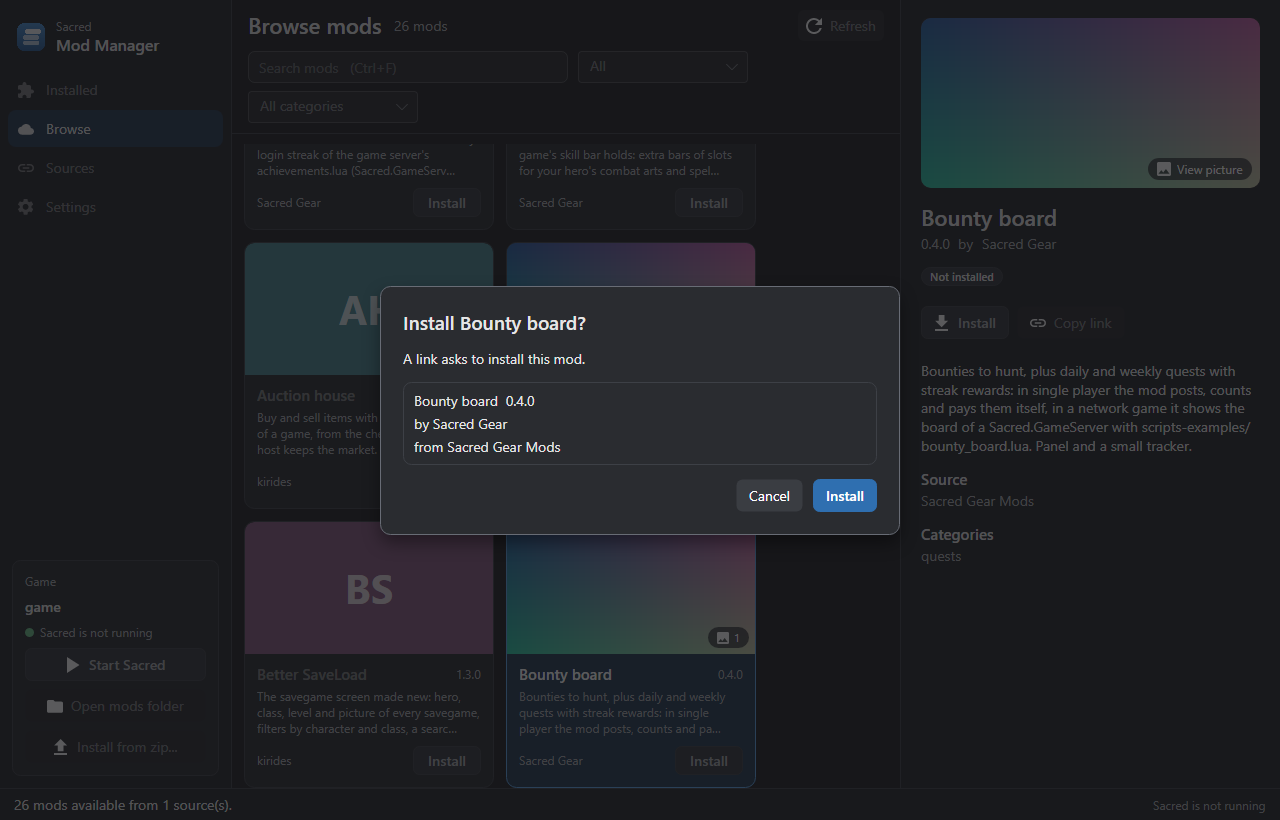 Sacred
Mod Manager
Installed
Browse
Sources
Settings
Game
game
Sacred is not running
Start Sacred
Open mods folder
Install from zip...
Browse mods 26 mods
Refresh
Search mods (Ctrl+F)
All
All categories
login streak of the game server's
achievements.lua (Sacred.GameServ...
Sacred Gear
Install
game's skill bar holds: extra bars of slots
for your hero's combat arts and spel...
Sacred Gear
Install
Auction house
Buy and sell items with
of a game, from the
host keeps the market.
kirides
BS
Better SaveLoad 1.3.0
The savegame screen made new: hero,
class, level and picture of every savegame,
filters by character and class, a searc...
kirides
Install
1
Bounty board 0.4.0
Bounties to hunt, plus daily and weekly
quests with streak rewards: in single
player the mod posts, counts and pa...
Sacred Gear
Install
Install Bounty board?
A link asks to install this mod.
Bounty board 0.4.0
by Sacred Gear
from Sacred Gear Mods
Cancel
Install
View picture
Bounty board
0.4.0 by Sacred Gear
Not installed
Install
Copy link
Bounties to hunt, plus daily and weekly quests with
streak rewards: in single player the mod posts, counts
and pays them itself, in a network game it shows the
board of a Sacred.GameServer with scripts-examples/
bounty_board.lua. Panel and a small tracker.
Source
Sacred Gear Mods
Categories
quests
26 mods available from 1 source(s).
Sacred is not running